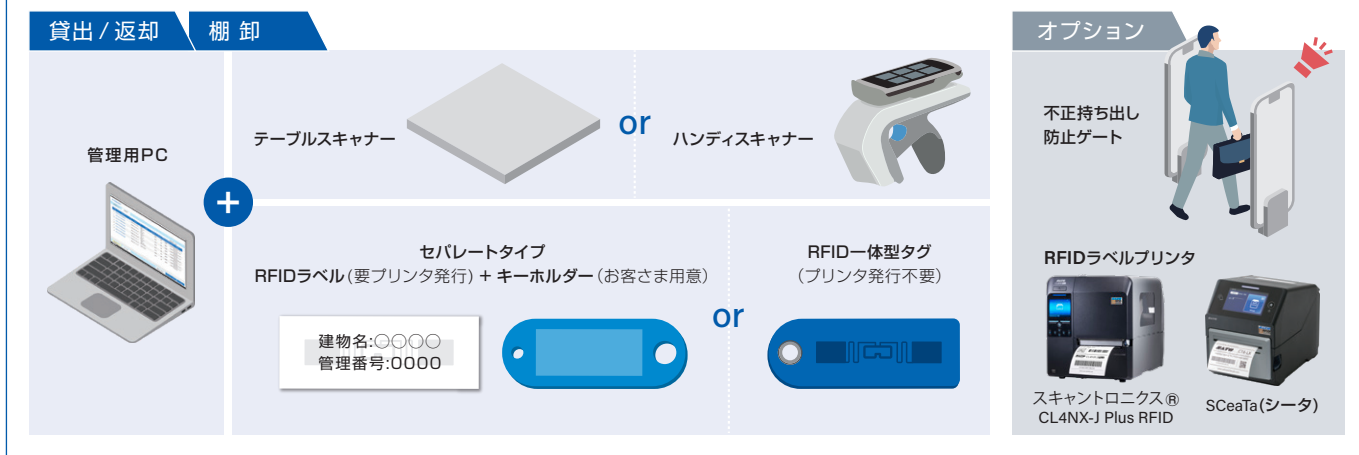 貸出 / 返却
棚 卸
管理用PC
+
テーブルスキャナー
or
ハンディスキャナー
セパレートタイプ
RFIDラベル(要プリンタ発行) + キーホルダー(お客さま用意)
建物名:〇〇〇〇
管理番号:0000
or
RFID一体型タグ
(プリンタ発行不要)
オプション
不正持ち出し
防止ゲート
RFIDラベルプリンタ
スキャントロニクス®
CL4NX-J Plus RFID
SCeaTa(シータ)